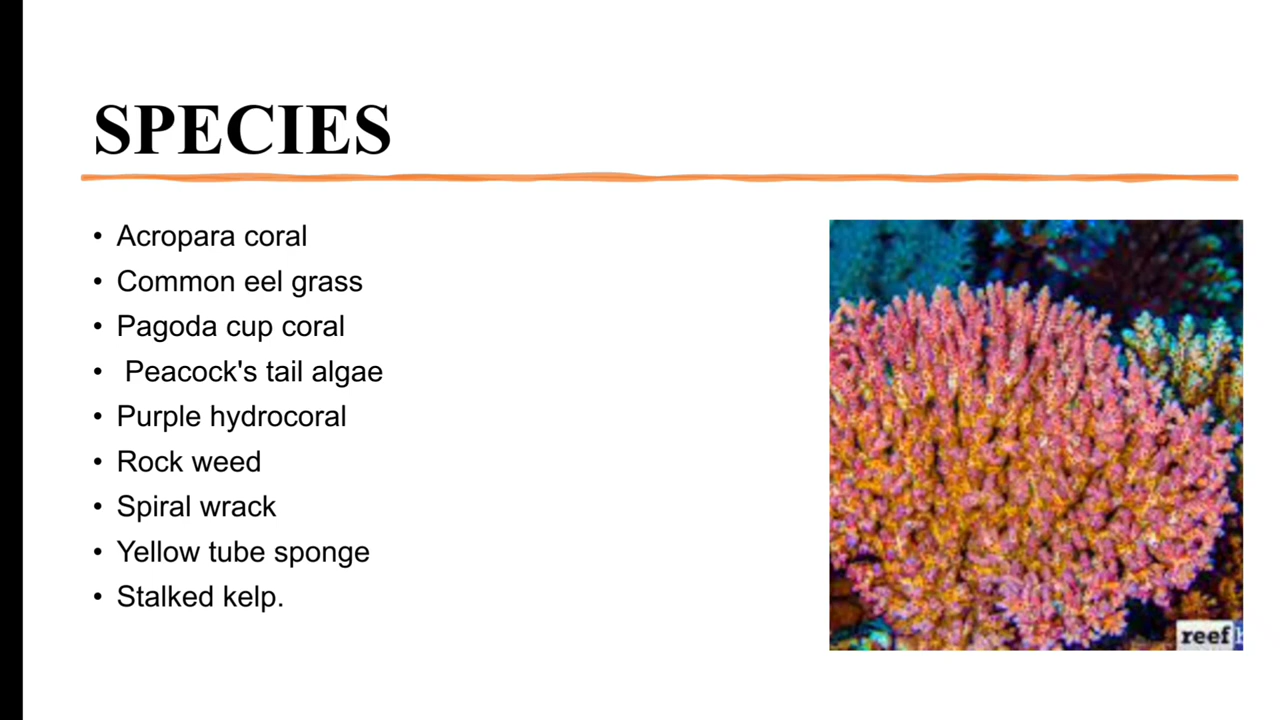 SPECIES
• Acropara coral
• Common eel grass
• Pagoda cup coral
• Peacock's tail algae
• Purple hydrocoral
• Rock weed
• Spiral wrack
• Yellow tube sponge
• Stalked kelp.
reef